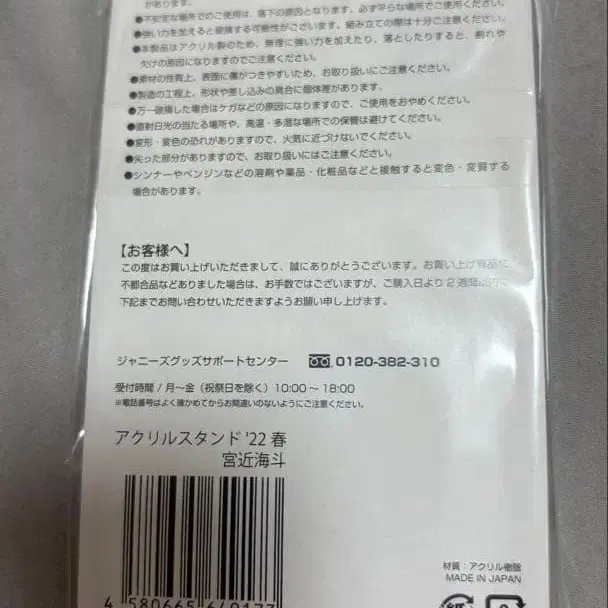 があります。
●不安定な場所でのご使用は、落下の原因となります。必ず平らな場所でご使用ください。
●強い力を加えると破損する可能性がございます。組み立ての際は十分ご注意ください。
●本製品はアクリル製のため、無理に強い力を加えたり、落としたりすると、割れや
欠けの原因になりますのでご注意ください。
●素材の性質上、表面に傷がつきやすいため、お取り扱いにご注意ください。
●製造の工程上、形状や差し込みの具合に個体差があります。
●万一破損した場合はケガなどの原因になりますので、ご使用をおやめください。
●直射日光の当たる場所や、高温・多湿な場所での保管は避けてください。
●変形・変色の恐れがありますので、火気に近づけないでください。
●尖った部分がありますので、お取り扱いにはご注意ください。
●シンナーやベンジンなどの溶剤や薬品・化粧品などと接触すると変色・変質する
場合があります。
【お客様へ】
この度はお買い上げいただきまして、誠にありがとうございます。お買い上げ商品に
不都合品などありました場合は、お手数ではございますが、ご購入日より2週間以内に
下記までお問い合わせいただきますようお願い申し上げます。
ジャニーズグッズサポートセンター 0120-382-310
受付時間 / 月〜金（祝祭日を除く）10:00〜18:00
※電話番号はよく確かめてからお間違いのないようにご注意ください。
アクリルスタンド '22 春
宮近海斗
材質：アクリル樹脂
MADE IN JAPAN
4 580665 649177